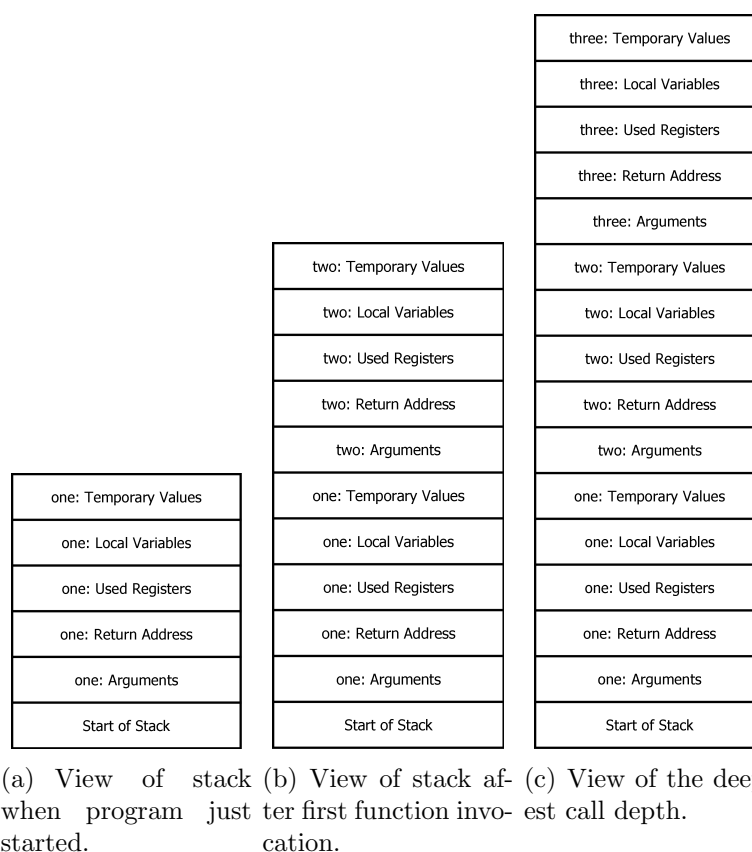 one: Temporary Values
one: Local Variables
one: Used Registers
one: Return Address
one: Arguments
Start of Stack
(a) View of stack
when program just
started.
two: Temporary Values
two: Local Variables
two: Used Registers
two: Return Address
two: Arguments
one: Temporary Values
one: Local Variables
one: Used Registers
one: Return Address
one: Arguments
Start of Stack
(b) View of stack af-
ter first function invo-
cation.
three: Temporary Values
three: Local Variables
three: Used Registers
three: Return Address
three: Arguments
two: Temporary Values
two: Local Variables
two: Used Registers
two: Return Address
two: Arguments
one: Temporary Values
one: Local Variables
one: Used Registers
one: Return Address
one: Arguments
Start of Stack
(c) View of the dee
est call depth.